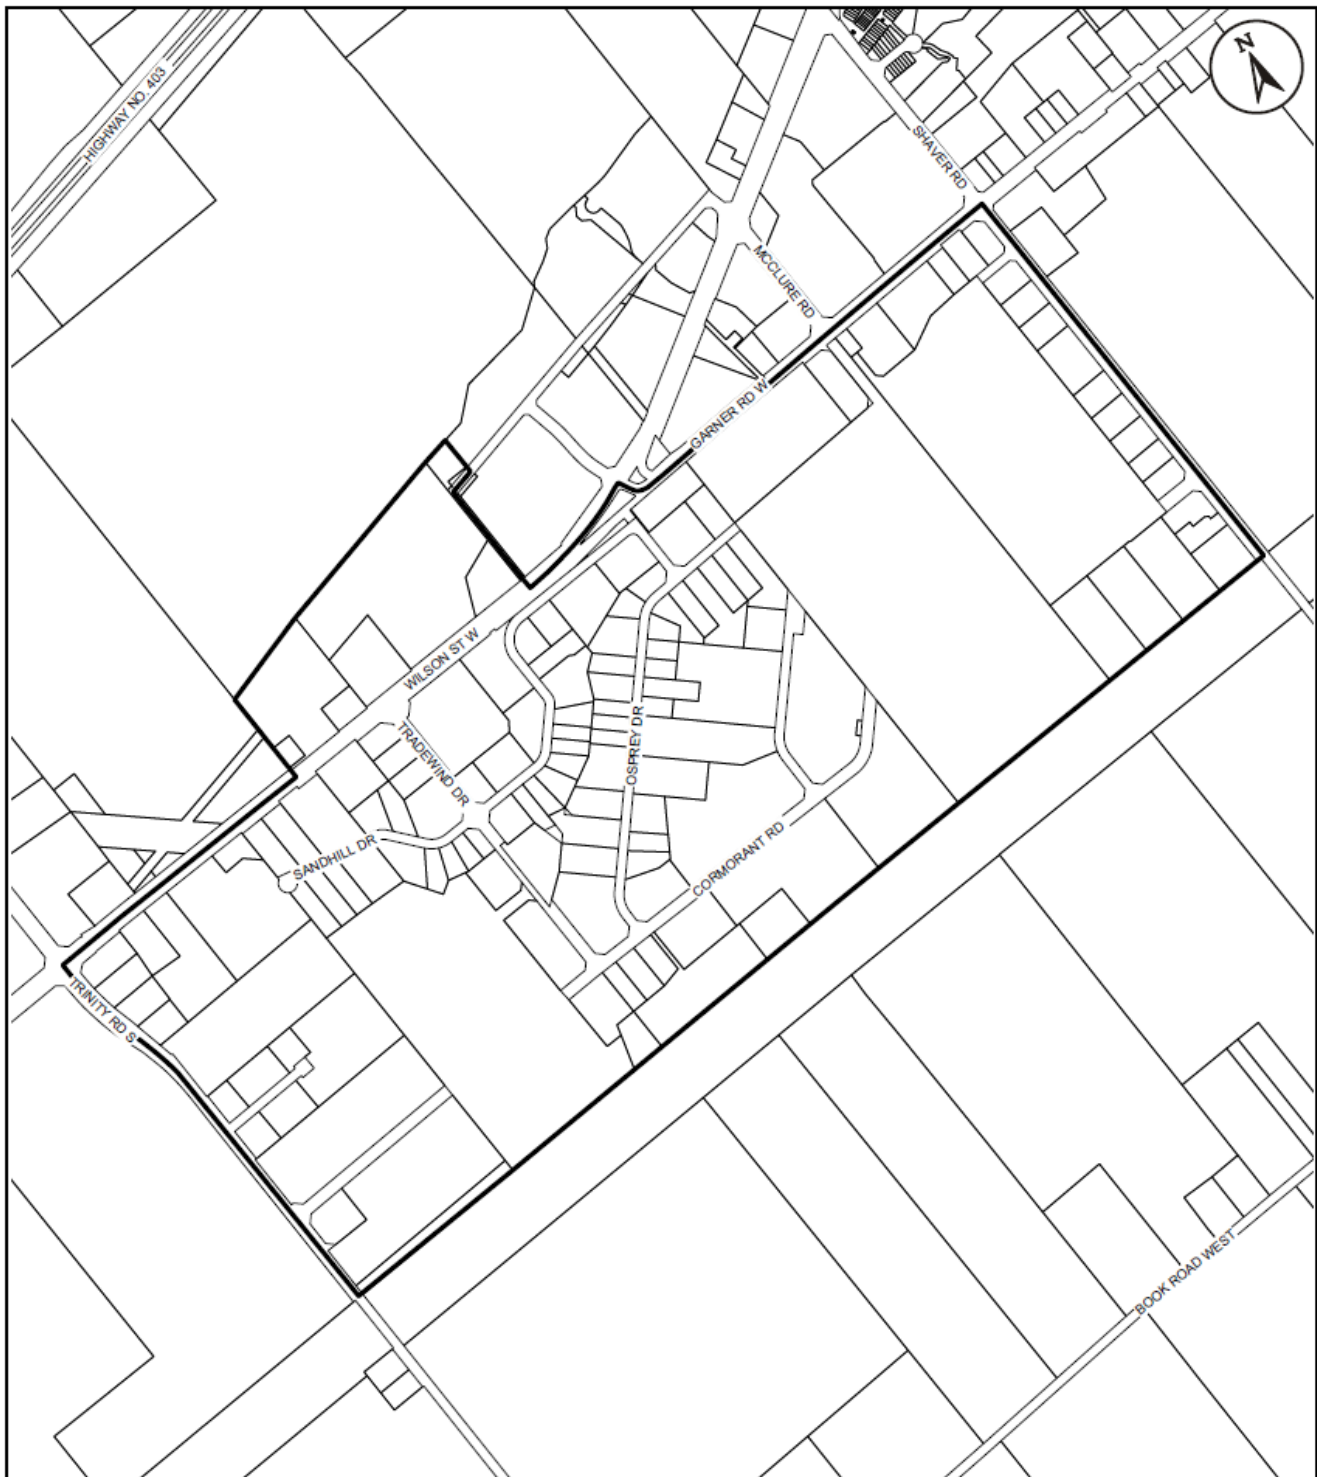 HIGHWAY NO. 403
N
SHAVER RD
MCCLURE RD
GARNER RD W
WILSON ST W
TRADEWIND DR
OSPREY DR
SANDHILL DR
CORMORANT RD
TRINITY RD S
BOOK ROAD WEST